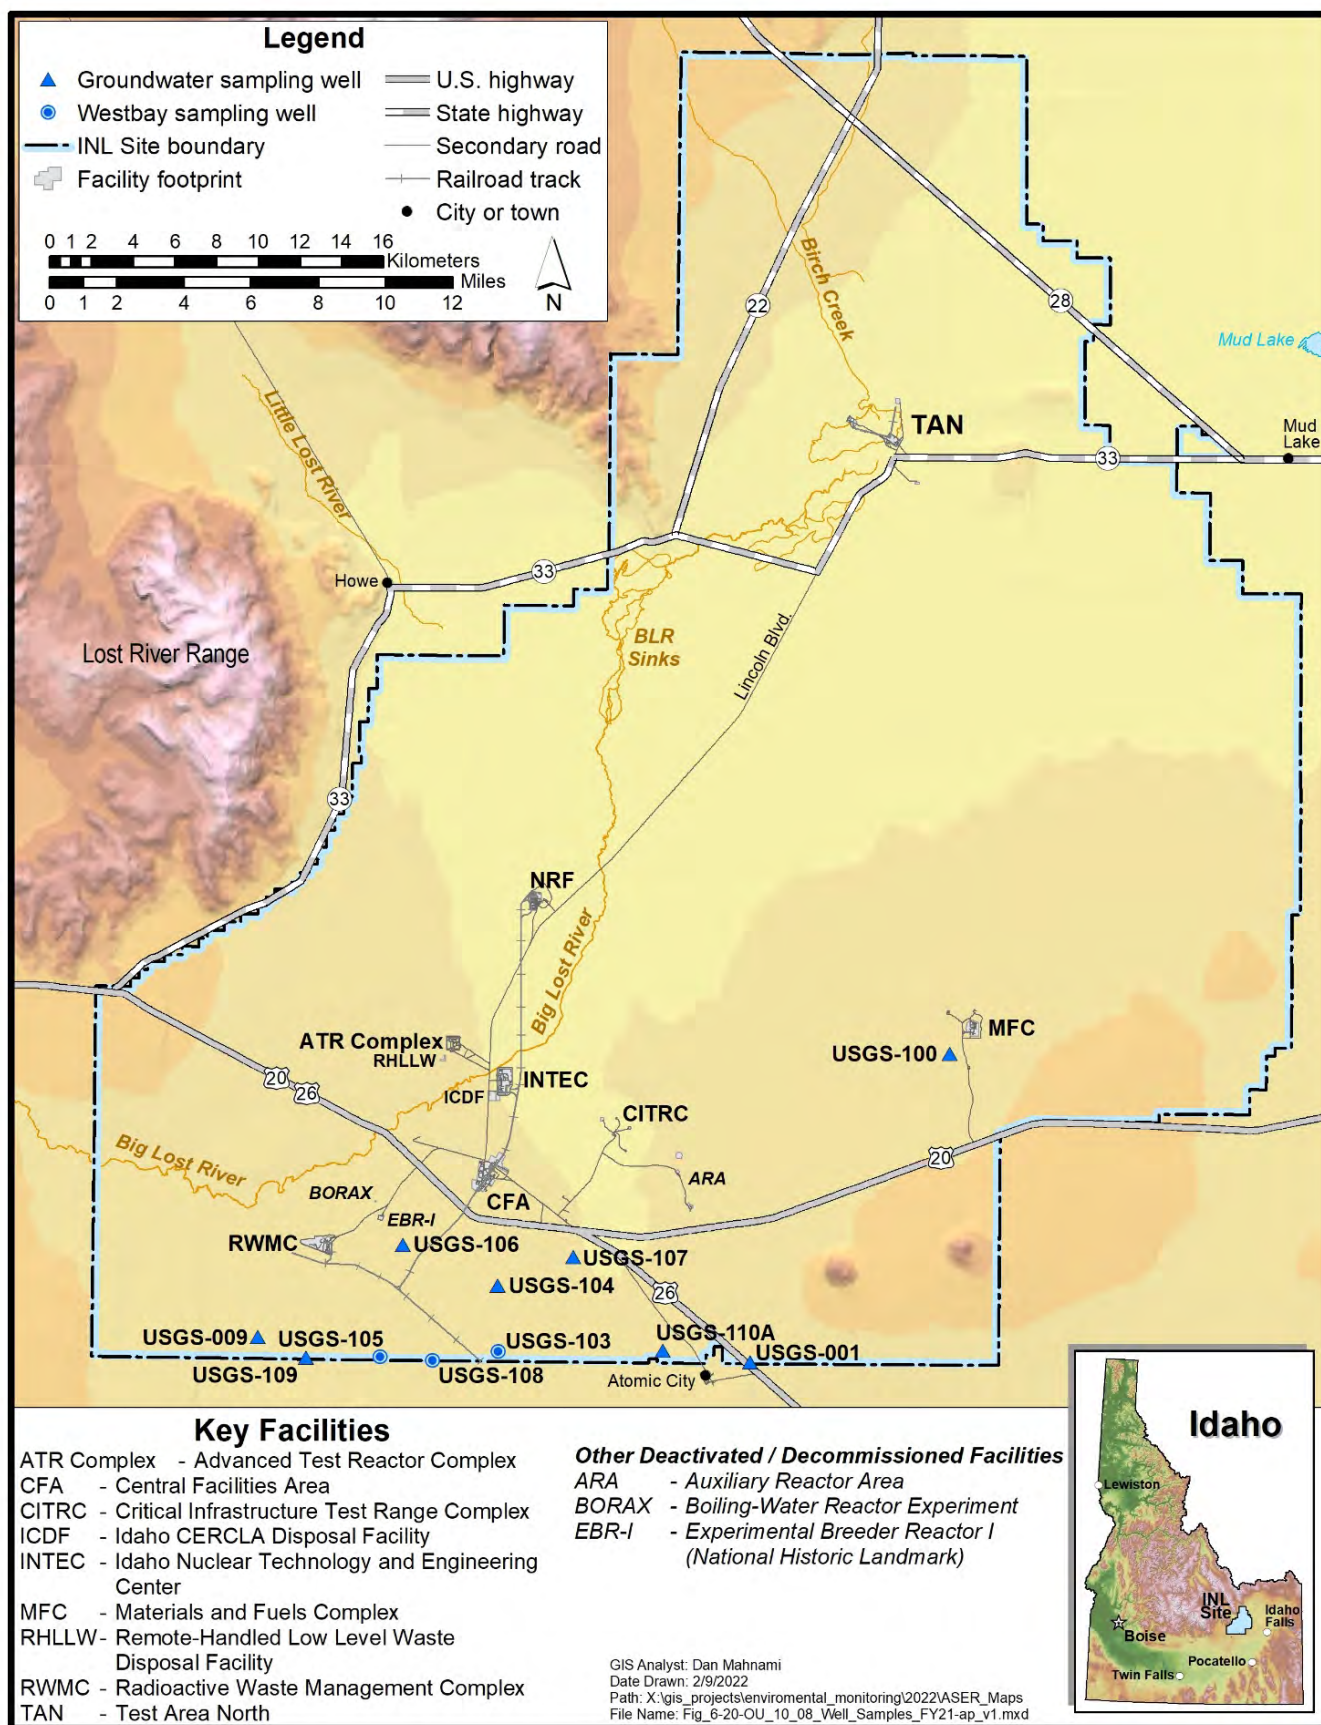 Legend
Groundwater sampling well
Westbay sampling well
INL Site boundary
Facility footprint
U.S. highway
State highway
Secondary road
Railroad track
City or town
0 1 2 4 6 8 10 12 14 16
Kilometers
Miles
0 1 2 4 6 8 10 12
N
Birch Creek
22
28
Mud Lake
Little Lost River
TAN
Mud
Lake
33
Howe
33
BLR
Sinks
Lost River Range
Lincoln Blvd.
33
NRF
Big Lost River
ATR Complex
RHLLW
MFC
USGS-100
20
26
INTEC
ICDF
CITRC
Big Lost River
BORAX
ARA
20
CFA
EBR-I
RWMC
USGS-106
USGS-107
USGS-104
26
USGS-009
USGS-105
USGS-103
USGS-110A
USGS-001
USGS-109
USGS-108
Atomic City
Key Facilities
ATR Complex - Advanced Test Reactor Complex
CFA - Central Facilities Area
CITRC - Critical Infrastructure Test Range Complex
ICDF - Idaho CERCLA Disposal Facility
INTEC - Idaho Nuclear Technology and Engineering
Center
MFC - Materials and Fuels Complex
RHLLW - Remote-Handled Low Level Waste
Disposal Facility
RWMC - Radioactive Waste Management Complex
TAN - Test Area North
Other Deactivated / Decommissioned Facilities
ARA - Auxiliary Reactor Area
BORAX - Boiling-Water Reactor Experiment
EBR-I - Experimental Breeder Reactor I
(National Historic Landmark)
GIS Analyst: Dan Mahnami
Date Drawn: 2/9/2022
Path: X:\gis_projects\enviromental_monitoring\2022\ASER_Maps
File Name: Fig_6-20-OU_10_08_Well_Samples_FY21-ap_v1.mxd
Idaho
Lewiston
INL
Site
Idaho
Falls
Boise
Pocatello
Twin Falls